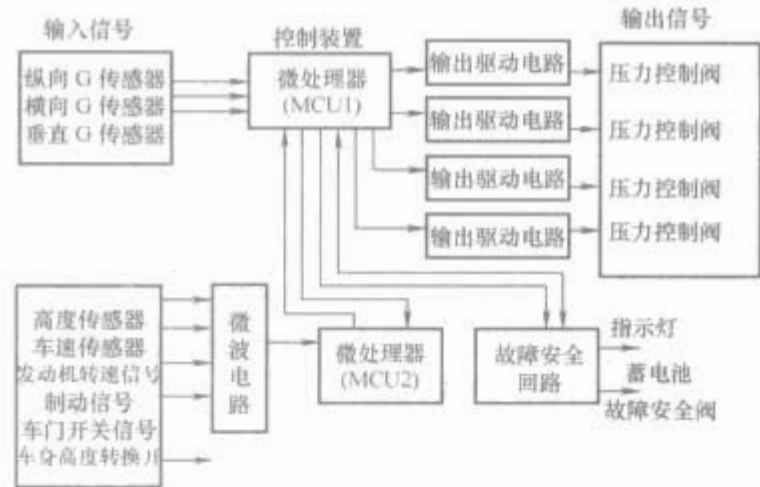 输入信号
纵向 G 传感器
横向 G 传感器
垂直 G 传感器
控制装置
微处理器
(MCU1)
输出驱动电路
输出驱动电路
输出驱动电路
输出驱动电路
输出信号
压力控制阀
压力控制阀
压力控制阀
压力控制阀
高度传感器
车速传感器
发动机转速信号
制动信号
车门开关信号
车身高度转换开
微波电路
微处理器
(MCU2)
故障安全
回路
指示灯
蓄电池
故障安全阀